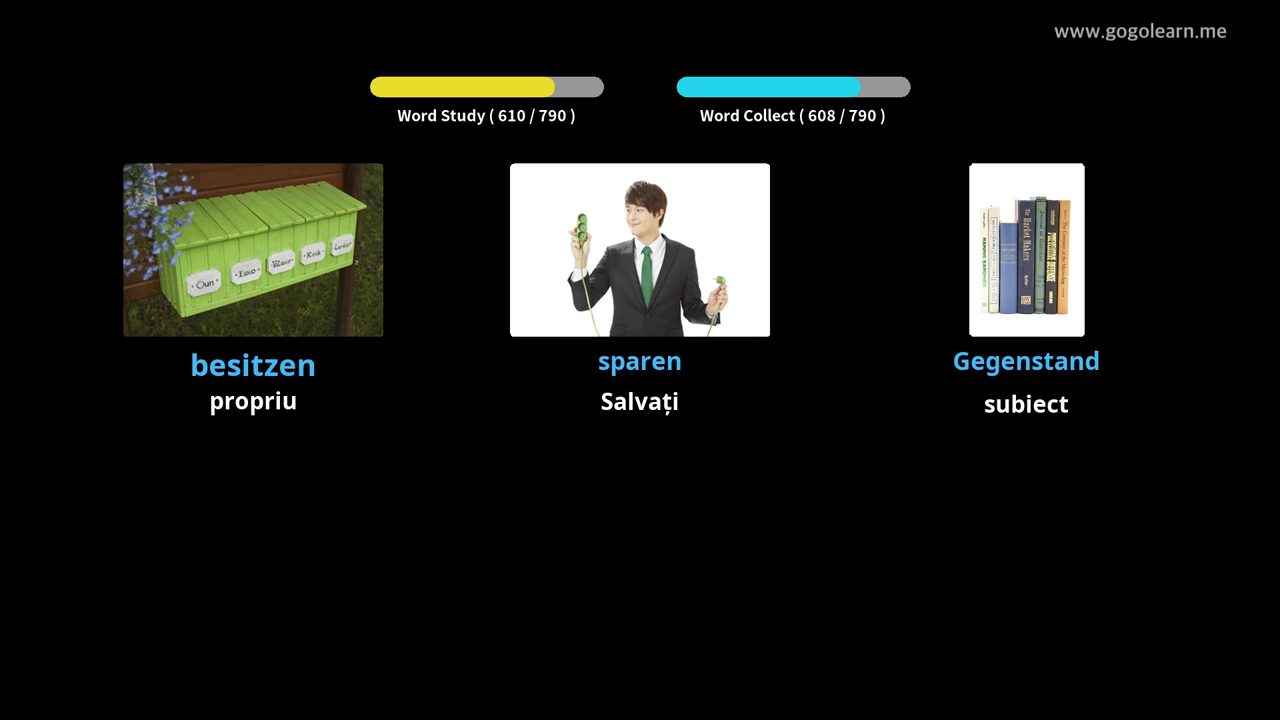 www.gogolearn.me
Word Study ( 610 / 790 )
Word Collect ( 608 / 790 )
besitzen
propriu
sparen
Salvați
Gegenstand
subiect